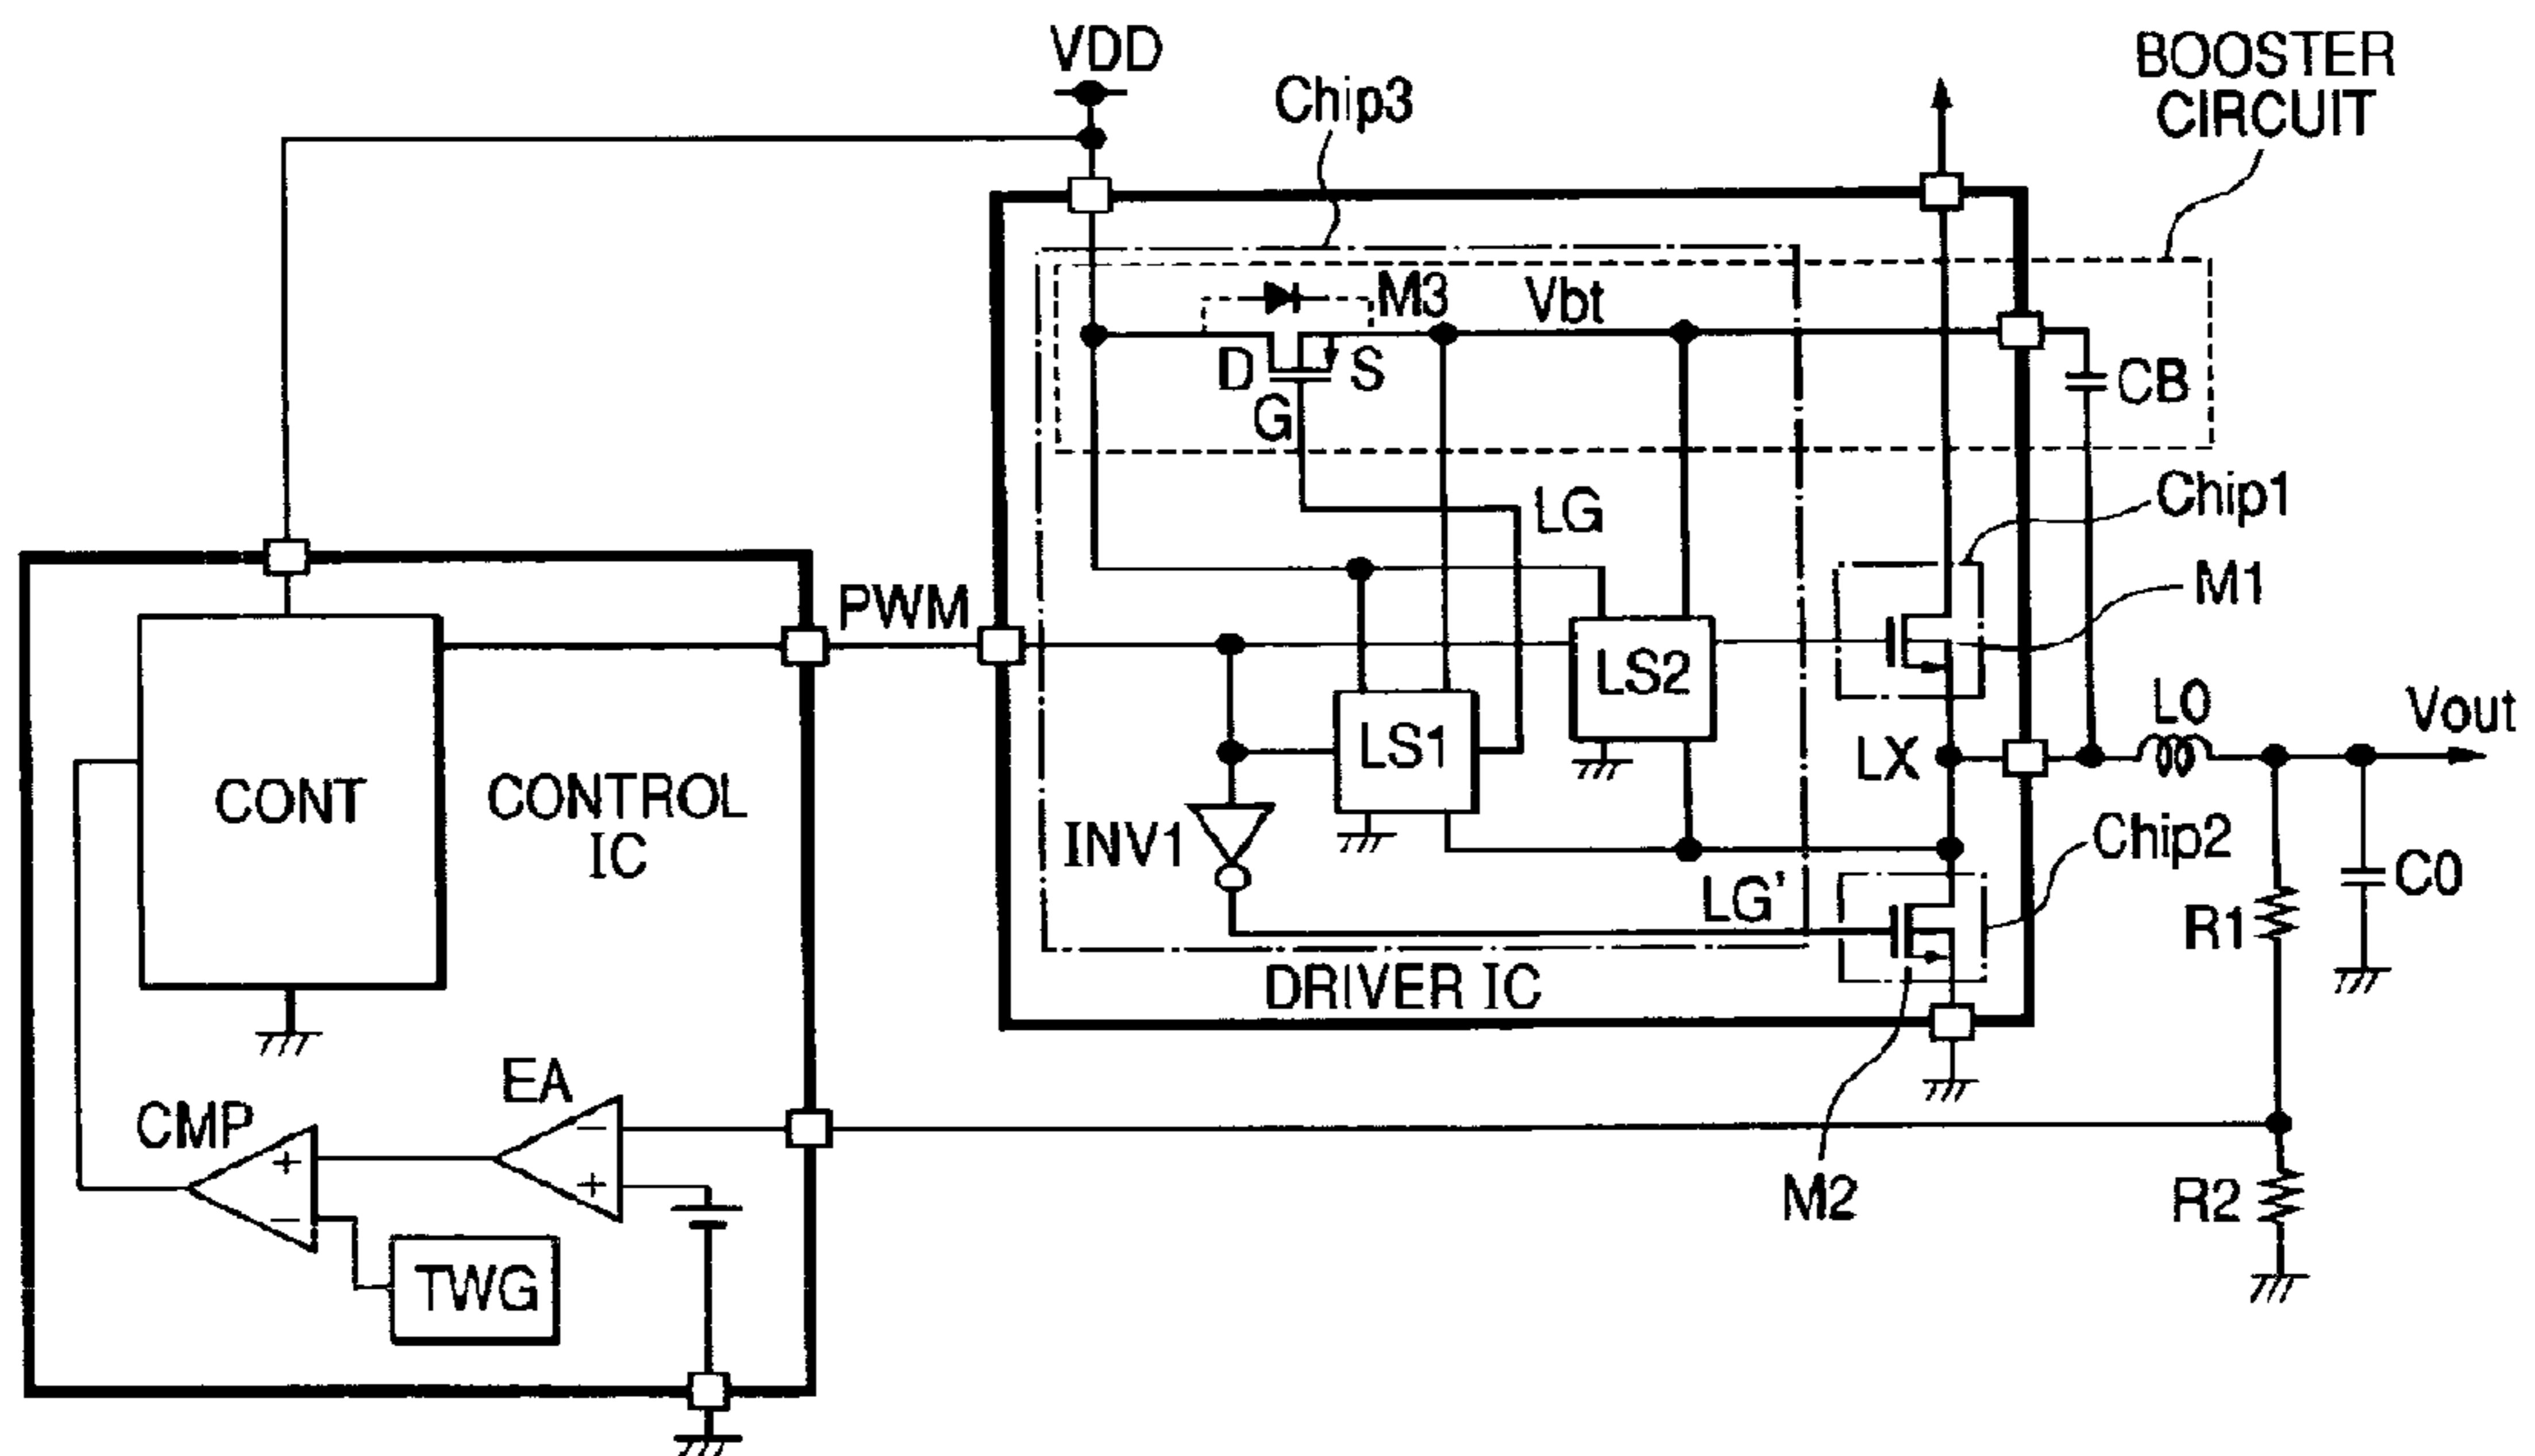 VDD
BOOSTER
CIRCUIT
Chip3
M3
Vbt
D
S
G
CB
LG
Chip1
M1
PWM
LS2
LS1
CONT
CONTROL
IC
L0
Vout
LX
INV1
Chip2
LG'
C0
R1
DRIVER IC
EA
CMP
−
+
+
−
M2
R2
TWG